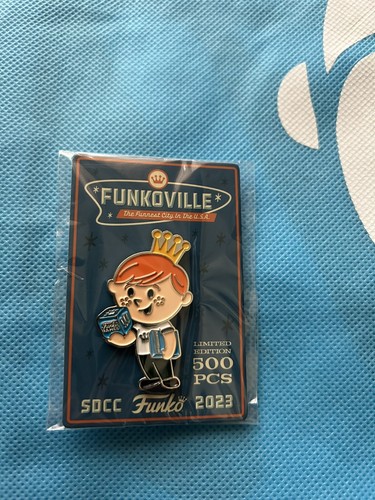 FUNKOVILLE
The Funnest City in the U.S.A.
LIMITED
EDITION
500
PCS
SDCC Funko 2023